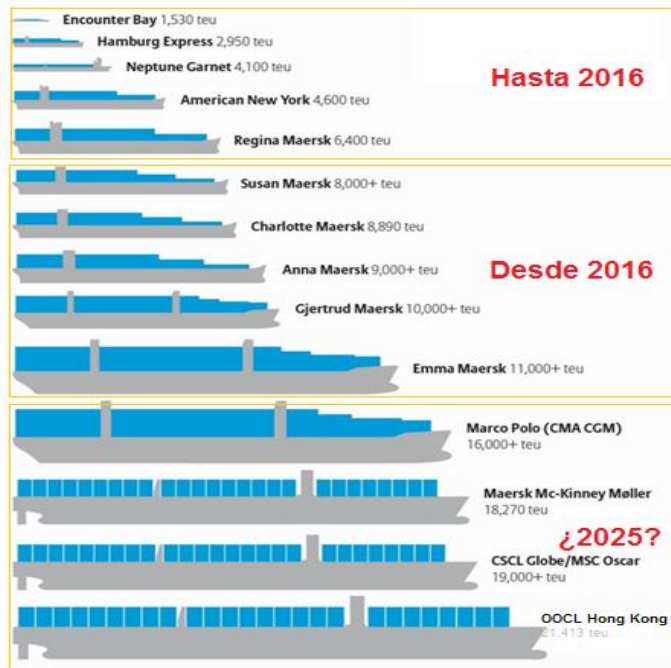 Encounter Bay 1,530 teu
Hamburg Express 2,950 teu
Neptune Garnet 4,100 teu
Hasta 2016
American New York 4,600 teu
Regina Maersk 6,400 teu
Susan Maersk 8,000+ teu
Charlotte Maersk 8,890 teu
Anna Maersk 9,000+ teu
Desde 2016
Gjertrud Maersk 10,000+ teu
Emma Maersk 11,000+ teu
Marco Polo (CMA CGM)
16,000+ teu
Maersk Mc-Kinney Møller
18,270 teu
¿2025?
CSCL Globe/MSC Oscar
19,000+ teu
OOCL Hong Kong
21.413 teu